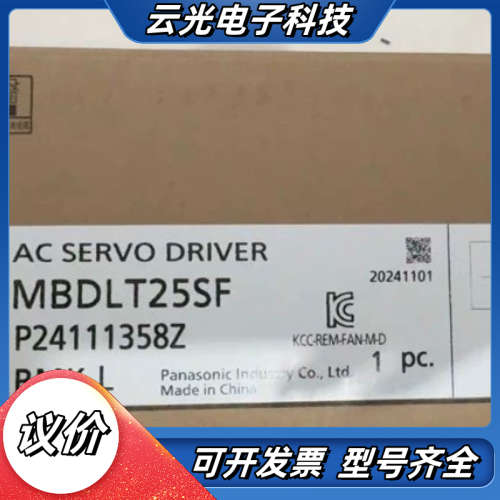 云光电子科技
AC SERVO DRIVER
20241101
MBDLT25SF
P24111358Z
KCC-REM-FAN-M-D
1 pc.
Panasonic Industry Co., Ltd.
Made in China
议价
可开发票 型号齐全